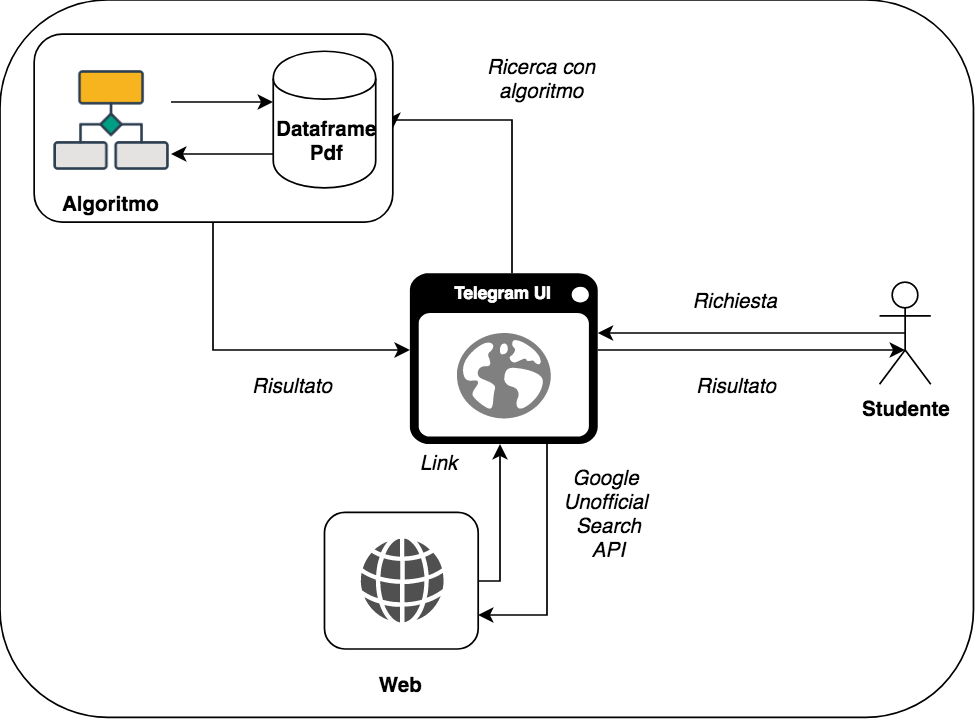 Ricerca con
algoritmo
Dataframe
Pdf
Algoritmo
Telegram UI
Richiesta
Risultato
Risultato
Studente
Link
Google
Unofficial
Search
API
Web